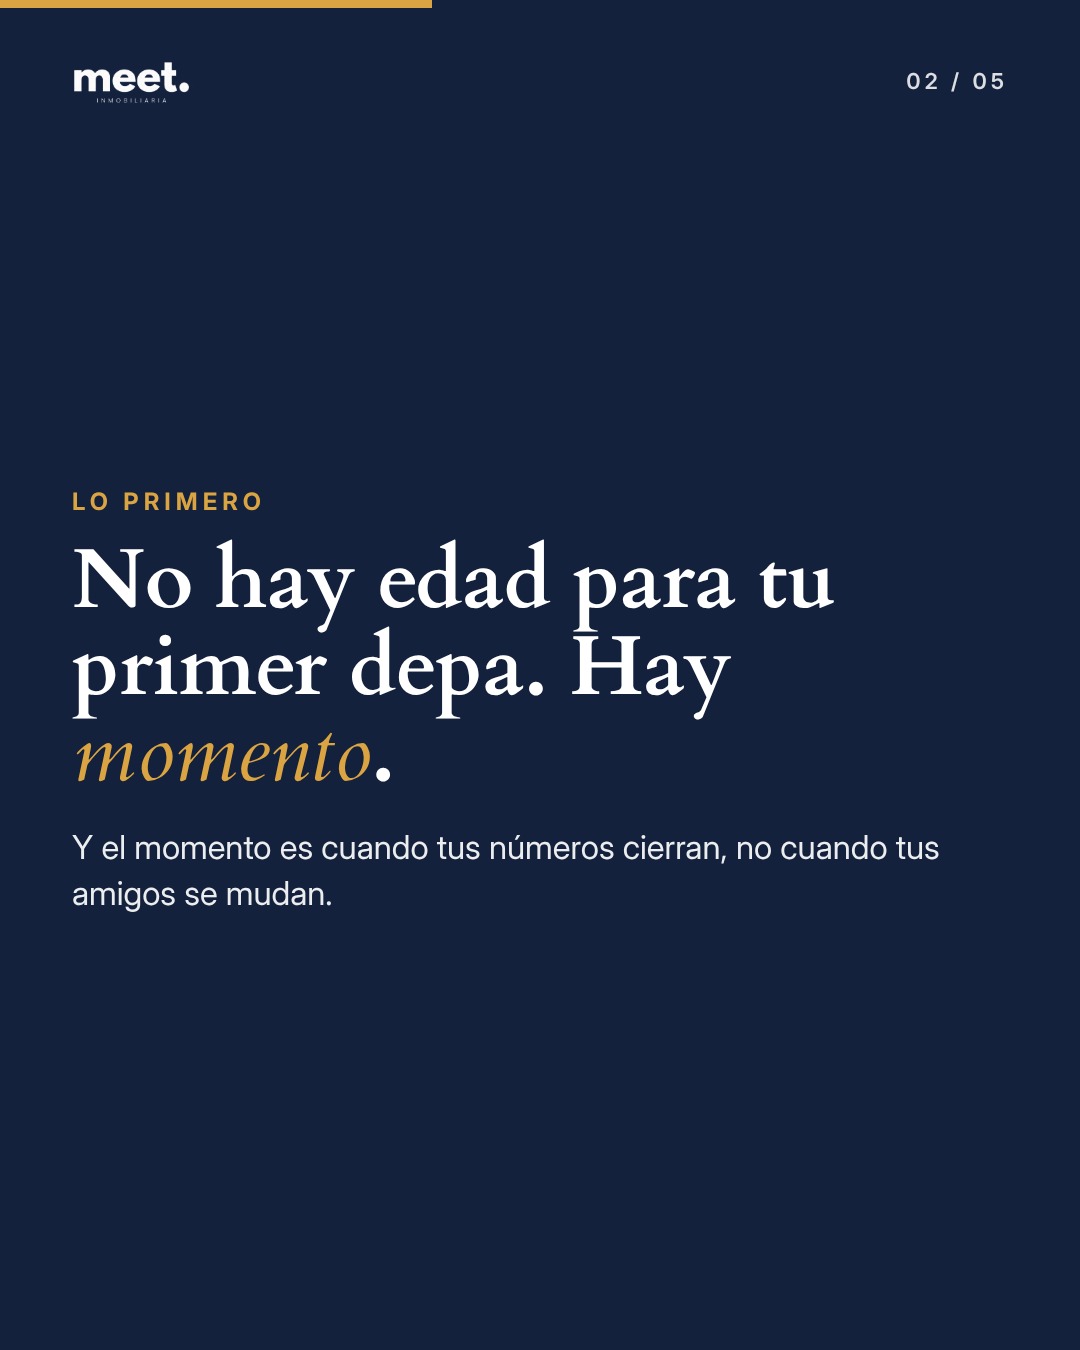 meet.
INMOBILIARIA
02 / 05
LO PRIMERO
No hay edad para tu
primer depa. Hay
momento.
Y el momento es cuando tus números cierran, no cuando tus
amigos se mudan.